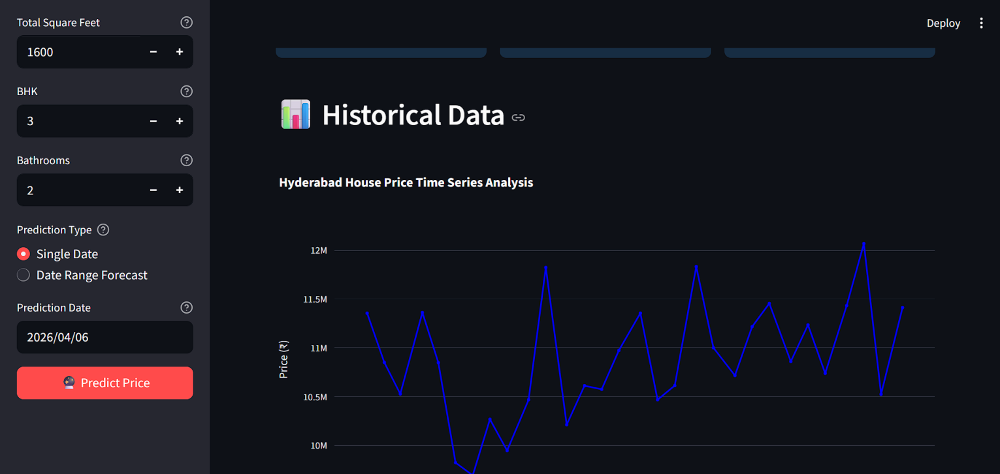 Total Square Feet
1600
BHK
3
Bathrooms
2
Prediction Type
Single Date
Date Range Forecast
Prediction Date
2026/04/06
Predict Price
Deploy
Historical Data
Hyderabad House Price Time Series Analysis
Price (₹)
12M
11.5M
11M
10.5M
10M